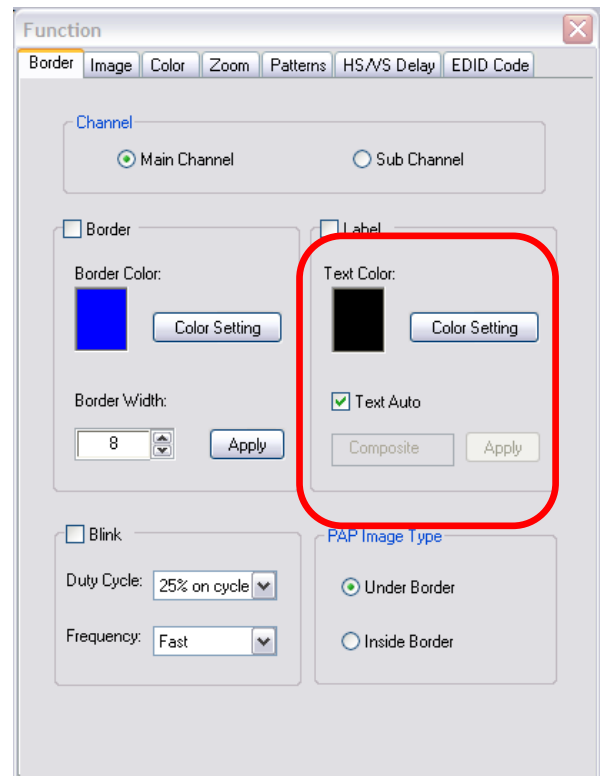 Function
Border Image Color Zoom Patterns HS/VS Delay EDID Code
Channel
Main Channel Sub Channel
Border Label
Border Color: Text Color:
Color Setting Color Setting
Border Width: Text Auto
8 Apply Composite Apply
Blink PAP Image Type
Duty Cycle: 25% on cycle Under Border
Frequency: Fast Inside Border